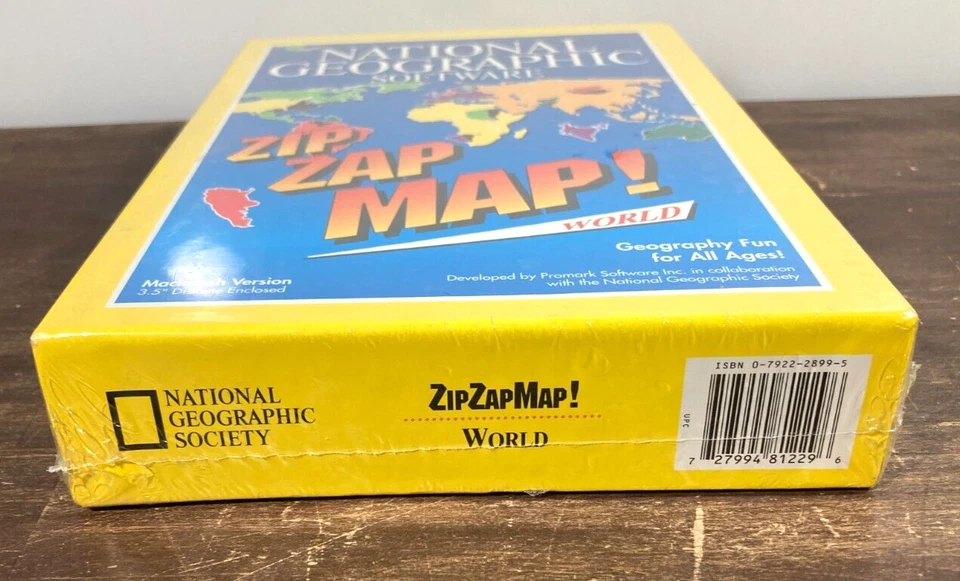 NATIONAL
GEOGRAPHIC
SOFTWARE
ZIP
ZAP
MAP!
WORLD
Geography Fun
for All Ages!
Macintosh Version
3.5" Diskette Enclosed
Developed by Promark Software Inc. in collaboration
with the National Geographic Society
NATIONAL
GEOGRAPHIC
SOCIETY
ZIPZAPMAP!
WORLD
ISBN 0-7922-2899-5
UPC
7 27994 81229 6